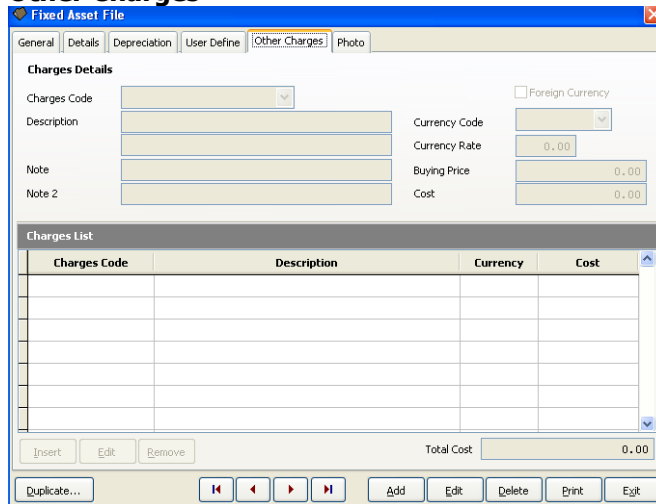 Other Charges
Fixed Asset File
General Details Depreciation User Define Other Charges Photo
Charges Details
Charges Code Foreign Currency
Description Currency Code
Currency Rate 0.00
Note Buying Price 0.00
Note 2 Cost 0.00
Charges List
Charges Code Description Currency Cost
Insert Edit Remove Total Cost 0.00
Duplicate... Add Edit Delete Print Exit